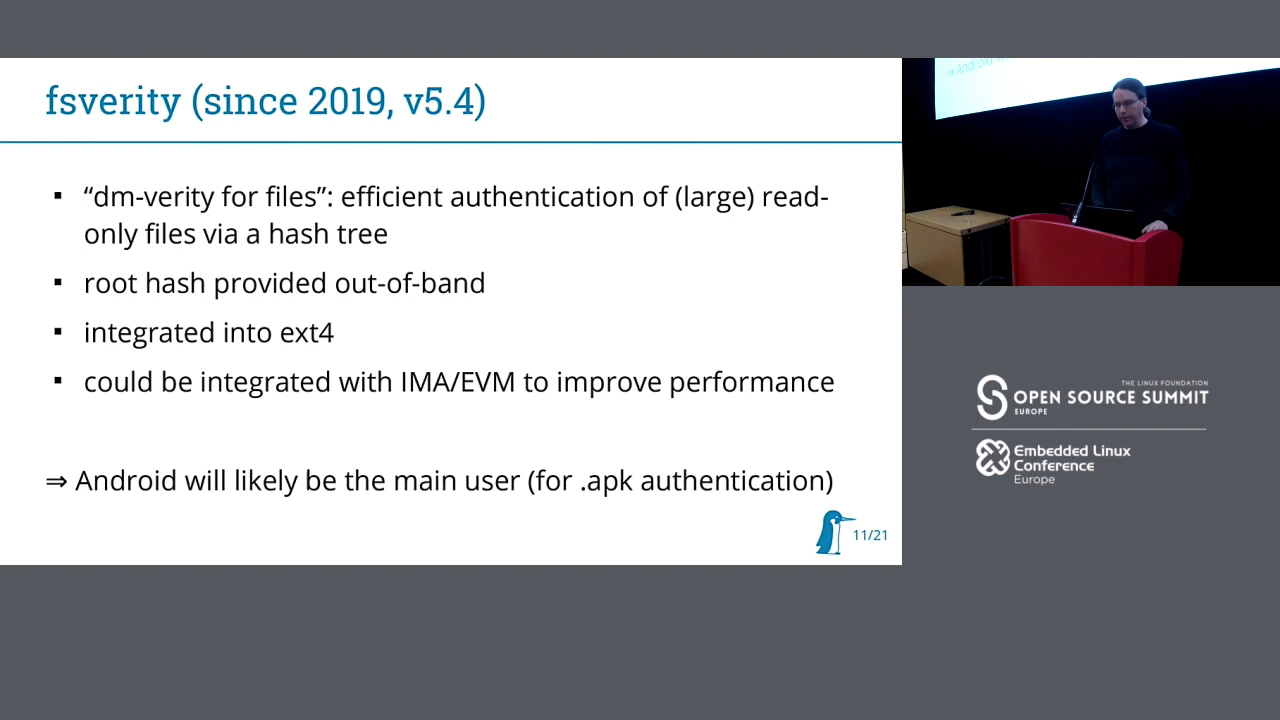 fsverity (since 2019, v5.4)
▪ “dm-verity for files”: efficient authentication of (large) read-
only files via a hash tree
▪ root hash provided out-of-band
▪ integrated into ext4
▪ could be integrated with IMA/EVM to improve performance
⇒ Android will likely be the main user (for .apk authentication)
11/21
THE LINUX FOUNDATION
OPEN SOURCE SUMMIT
EUROPE
Embedded Linux
Conference
Europe